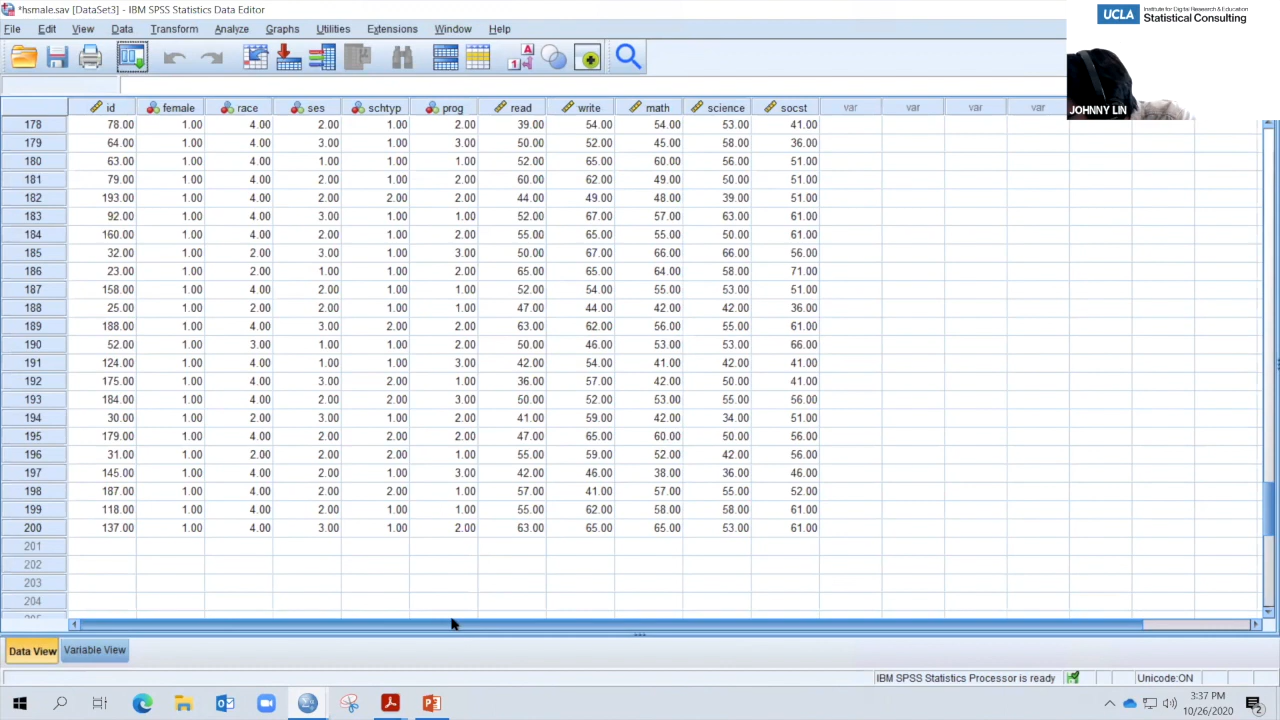 *hsmale.sav [DataSet3] - IBM SPSS Statistics Data Editor
UCLA Institute for Digital Research & Education
Statistical Consulting
File Edit View Data Transform Analyze Graphs Utilities Extensions Window Help
JOHNNY LIN
id female race ses schtyp prog read write math science socst var var var var
178 78.00 1.00 4.00 2.00 1.00 2.00 39.00 54.00 54.00 53.00 41.00
179 64.00 1.00 4.00 3.00 1.00 3.00 50.00 52.00 45.00 58.00 36.00
180 63.00 1.00 4.00 1.00 1.00 1.00 52.00 65.00 60.00 56.00 51.00
181 79.00 1.00 4.00 2.00 1.00 2.00 60.00 62.00 49.00 50.00 51.00
182 193.00 1.00 4.00 2.00 2.00 2.00 44.00 49.00 48.00 39.00 51.00
183 92.00 1.00 4.00 3.00 1.00 1.00 52.00 67.00 57.00 63.00 61.00
184 160.00 1.00 4.00 2.00 1.00 2.00 55.00 65.00 55.00 50.00 61.00
185 32.00 1.00 2.00 3.00 1.00 3.00 50.00 67.00 66.00 66.00 56.00
186 23.00 1.00 2.00 1.00 1.00 2.00 65.00 65.00 64.00 58.00 71.00
187 158.00 1.00 4.00 2.00 1.00 1.00 52.00 54.00 55.00 53.00 51.00
188 25.00 1.00 2.00 2.00 1.00 1.00 47.00 44.00 42.00 42.00 36.00
189 188.00 1.00 4.00 3.00 2.00 2.00 63.00 62.00 56.00 55.00 61.00
190 52.00 1.00 3.00 1.00 1.00 2.00 50.00 46.00 53.00 53.00 66.00
191 124.00 1.00 4.00 1.00 1.00 3.00 42.00 54.00 41.00 42.00 41.00
192 175.00 1.00 4.00 3.00 2.00 1.00 36.00 57.00 42.00 50.00 41.00
193 184.00 1.00 4.00 2.00 2.00 3.00 50.00 52.00 53.00 55.00 56.00
194 30.00 1.00 2.00 3.00 1.00 2.00 41.00 59.00 42.00 34.00 51.00
195 179.00 1.00 4.00 2.00 2.00 2.00 47.00 65.00 60.00 50.00 56.00
196 31.00 1.00 2.00 2.00 2.00 1.00 55.00 59.00 52.00 42.00 56.00
197 145.00 1.00 4.00 2.00 1.00 3.00 42.00 46.00 38.00 36.00 46.00
198 187.00 1.00 4.00 2.00 2.00 1.00 57.00 41.00 57.00 55.00 52.00
199 118.00 1.00 4.00 2.00 1.00 1.00 55.00 62.00 58.00 58.00 61.00
200 137.00 1.00 4.00 3.00 1.00 2.00 63.00 65.00 65.00 53.00 61.00
201
202
203
204
Data View Variable View
IBM SPSS Statistics Processor is ready Unicode:ON
3:37 PM
10/26/2020
2